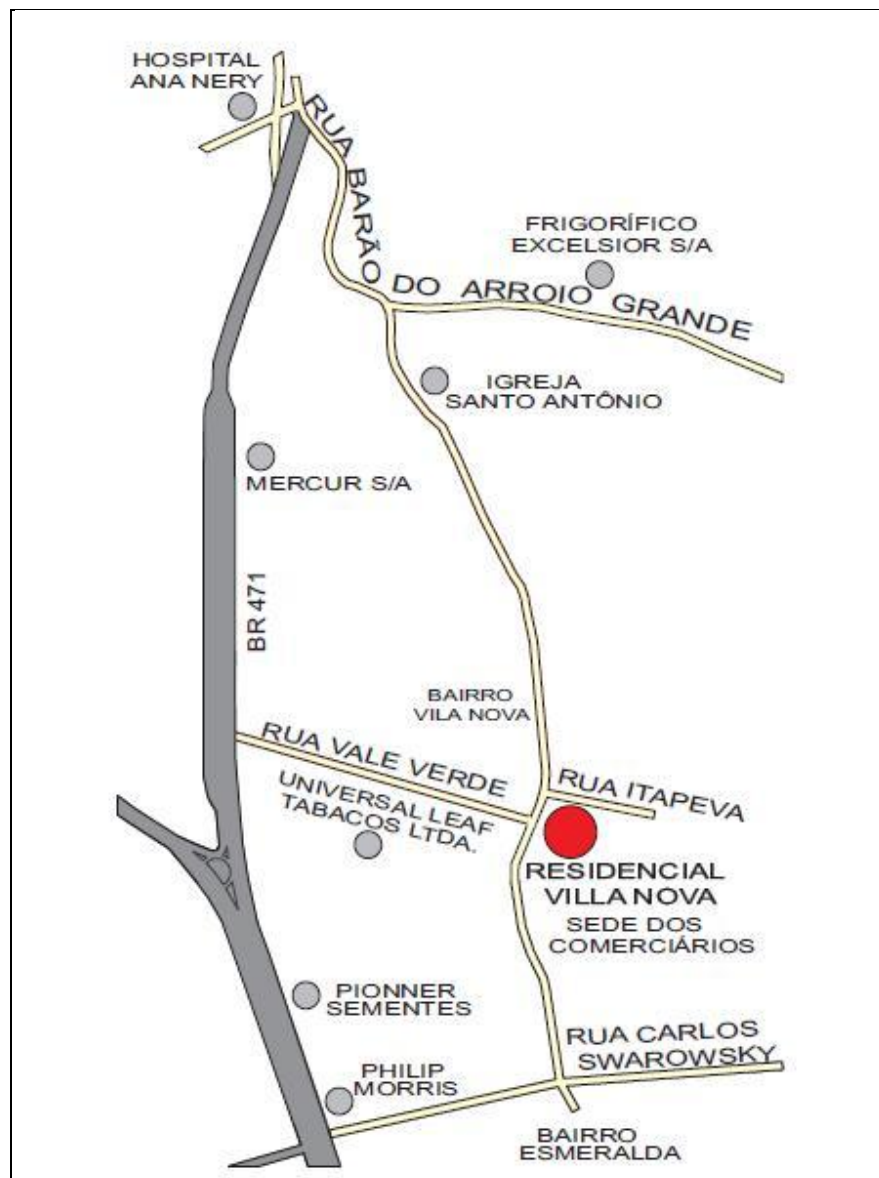 HOSPITAL
ANA NERY
RUA BARÃO DO ARROIO GRANDE
FRIGORÍFICO
EXCELSIOR S/A
IGREJA
SANTO ANTÔNIO
MERCUR S/A
BR 471
BAIRRO
VILA NOVA
RUA VALE VERDE
RUA ITAPEVA
UNIVERSAL LEAF
TABACOS LTDA.
RESIDENCIAL
VILLA NOVA
SEDE DOS
COMERCIÁRIOS
PIONNER
SEMENTES
RUA CARLOS
SWAROWSKY
PHILIP
MORRIS
BAIRRO
ESMERALDA